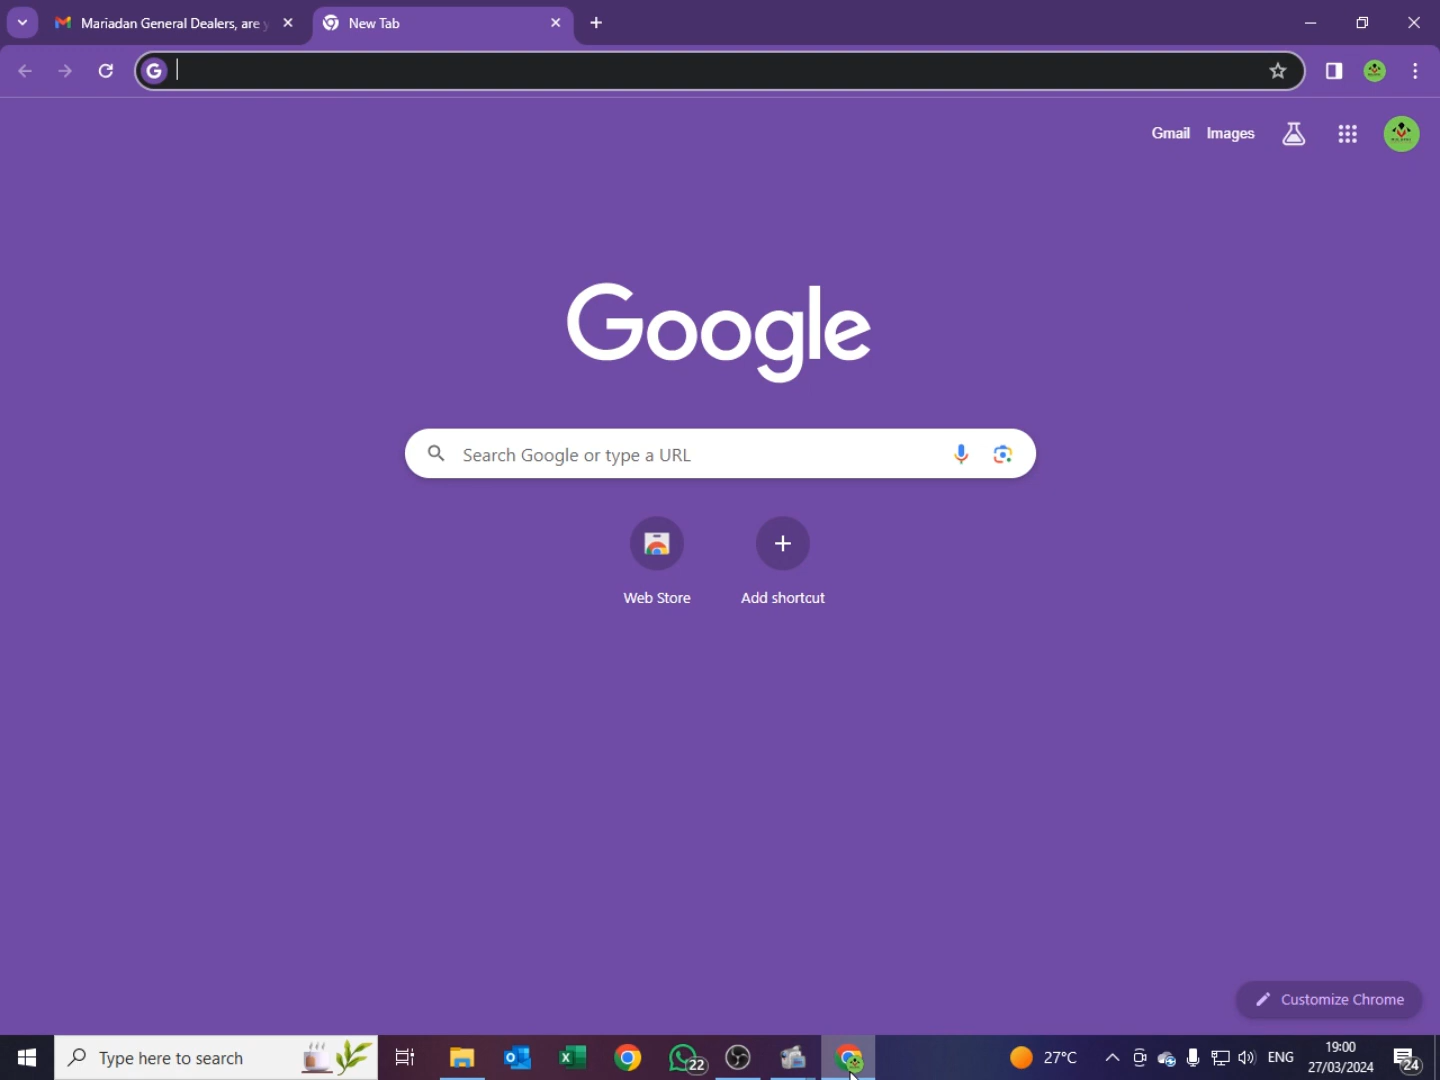 Mariadan General Dealers, are
New Tab
Gmail
Images
Google
Search Google or type a URL
Web Store
Add shortcut
Customize Chrome
Type here to search
22
27°C
ENG
19:00
27/03/2024
24